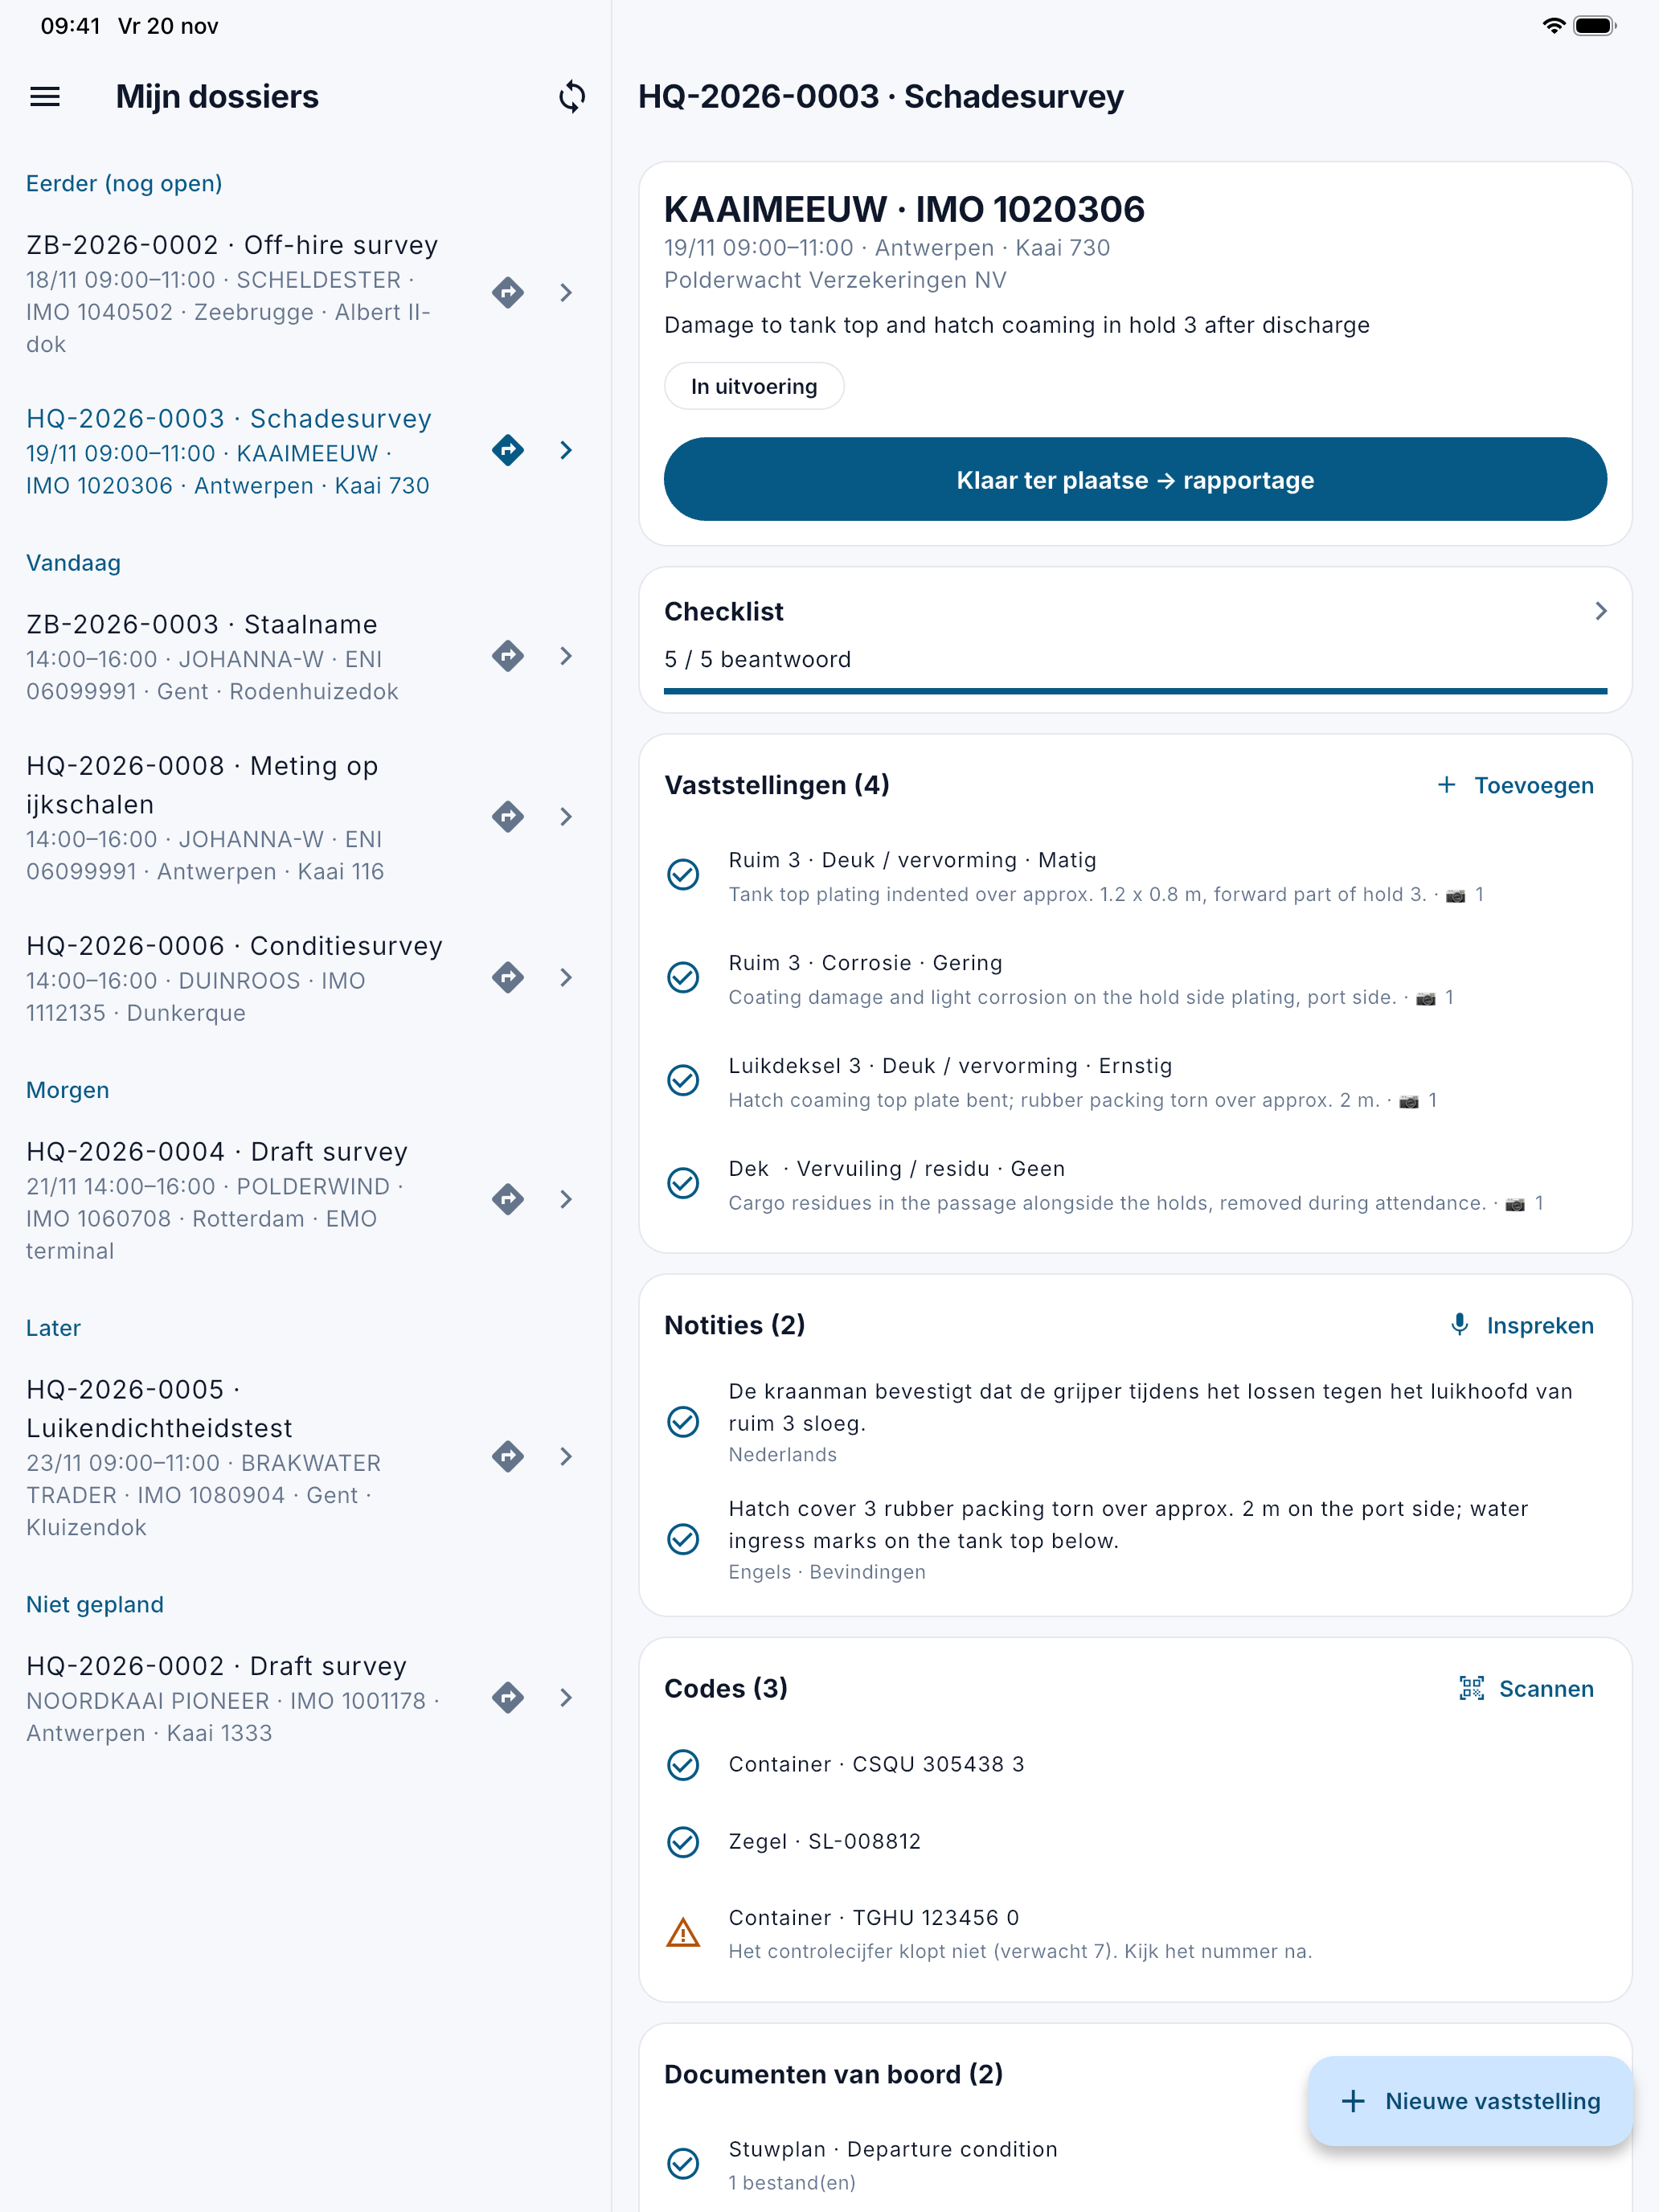 09:41 Vr 20 nov
Mijn dossiers
Eerder (nog open)
ZB-2026-0002 · Off-hire survey
18/11 09:00–11:00 · SCHELDESTER ·
IMO 1040502 · Zeebrugge · Albert II-
dok
HQ-2026-0003 · Schadesurvey
19/11 09:00–11:00 · KAAIMEEUW ·
IMO 1020306 · Antwerpen · Kaai 730
Vandaag
ZB-2026-0003 · Staalname
14:00–16:00 · JOHANNA-W · ENI
06099991 · Gent · Rodenhuizedok
HQ-2026-0008 · Meting op
ijkschalen
14:00–16:00 · JOHANNA-W · ENI
06099991 · Antwerpen · Kaai 116
HQ-2026-0006 · Conditiesurvey
14:00–16:00 · DUINROOS · IMO
1112135 · Dunkerque
Morgen
HQ-2026-0004 · Draft survey
21/11 14:00–16:00 · POLDERWIND ·
IMO 1060708 · Rotterdam · EMO
terminal
Later
HQ-2026-0005 ·
Luikendichtheidstest
23/11 09:00–11:00 · BRAKWATER
TRADER · IMO 1080904 · Gent ·
Kluizendok
Niet gepland
HQ-2026-0002 · Draft survey
NOORDKAAI PIONEER · IMO 1001178 ·
Antwerpen · Kaai 1333
HQ-2026-0003 · Schadesurvey
KAAIMEEUW · IMO 1020306
19/11 09:00–11:00 · Antwerpen · Kaai 730
Polderwacht Verzekeringen NV
Damage to tank top and hatch coaming in hold 3 after discharge
In uitvoering
Klaar ter plaatse → rapportage
Checklist
5 / 5 beantwoord
Vaststellingen (4)
+ Toevoegen
Ruim 3 · Deuk / vervorming · Matig
Tank top plating indented over approx. 1.2 x 0.8 m, forward part of hold 3. · 📷 1
Ruim 3 · Corrosie · Gering
Coating damage and light corrosion on the hold side plating, port side. · 📷 1
Luikdeksel 3 · Deuk / vervorming · Ernstig
Hatch coaming top plate bent; rubber packing torn over approx. 2 m. · 📷 1
Dek · Vervuiling / residu · Geen
Cargo residues in the passage alongside the holds, removed during attendance. · 📷 1
Notities (2)
Inspreken
De kraanman bevestigt dat de grijper tijdens het lossen tegen het luikhoofd van
ruim 3 sloeg.
Nederlands
Hatch cover 3 rubber packing torn over approx. 2 m on the port side; water
ingress marks on the tank top below.
Engels · Bevindingen
Codes (3)
Scannen
Container · CSQU 305438 3
Zegel · SL-008812
Container · TGHU 123456 0
Het controlecijfer klopt niet (verwacht 7). Kijk het nummer na.
Documenten van boord (2)
+ Nieuwe vaststelling
Stuwplan · Departure condition
1 bestand(en)